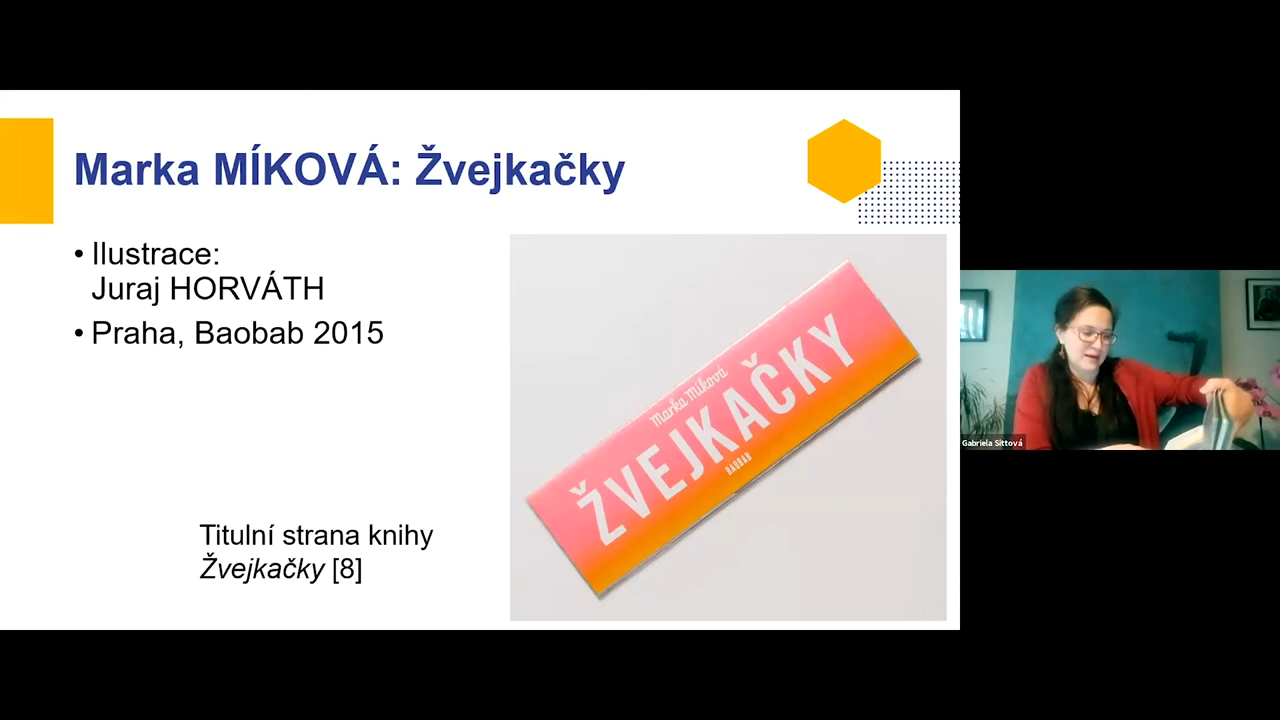 Marka MÍKOVÁ: Žvejkačky
• Ilustrace:
Juraj HORVÁTH
• Praha, Baobab 2015
Marka Míková
ŽVEJKAČKY
BAOBAB
Titulní strana knihy
Žvejkačky [8]
Gabriela Sittová